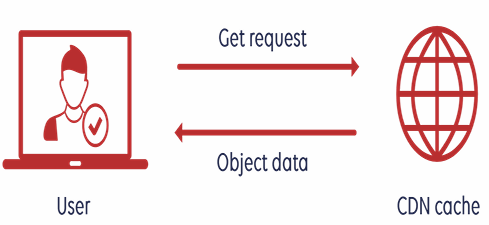 Get request
Object data
User
CDN cache